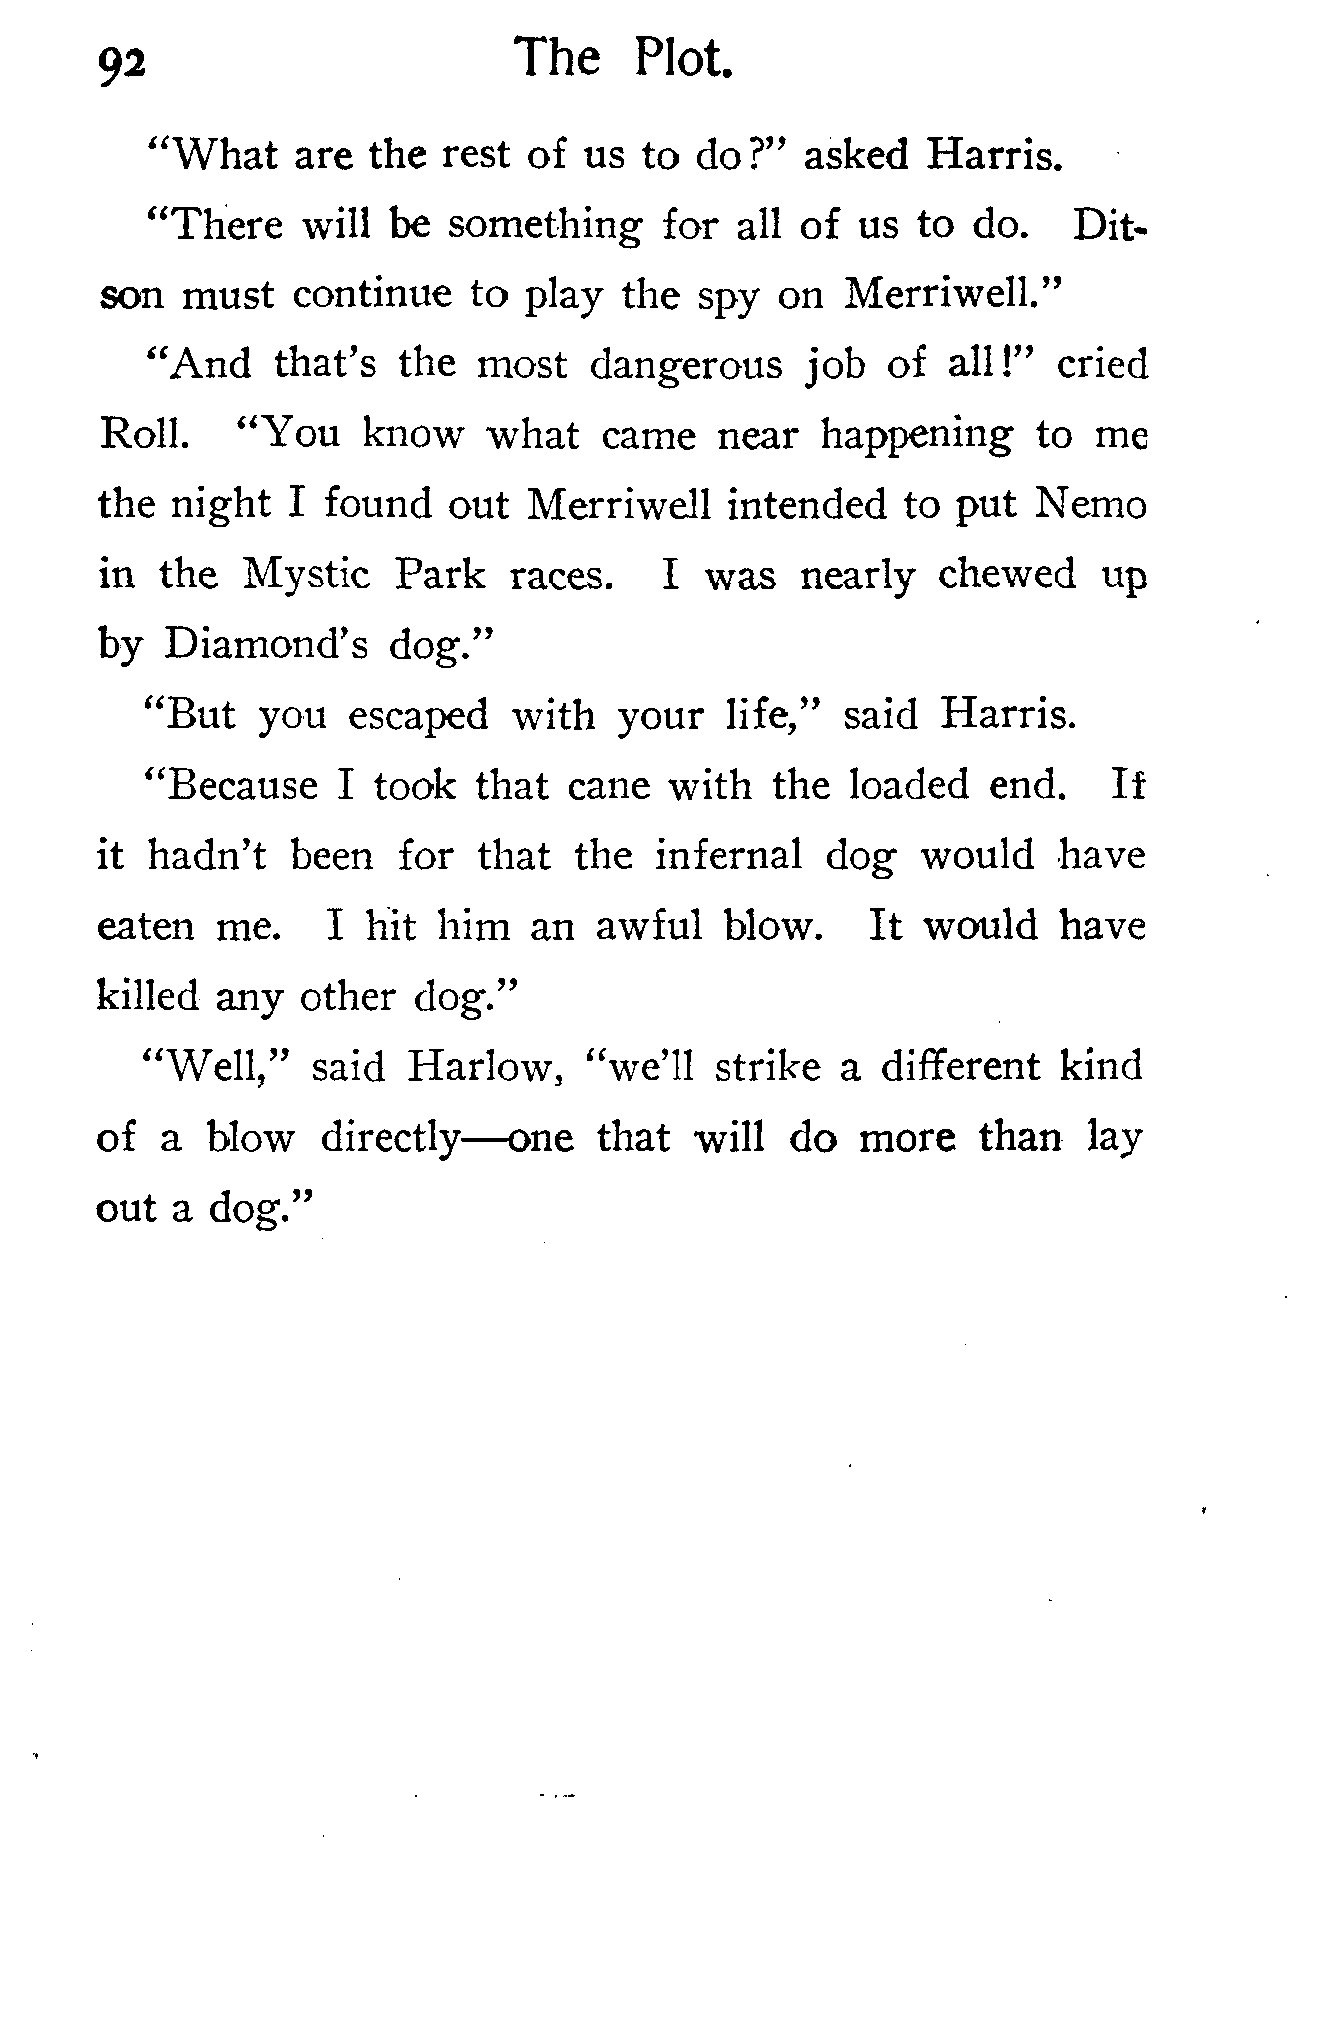 92 The Plot.
“What are the rest of us to do?” asked Harris.
“There will be something for all of us to do. Dit-
son must continue to play the spy on Merriwell.”
“And that’s the most dangerous job of all!” cried
Roll. “You know what came near happening to me
the night I found out Merriwell intended to put Nemo
in the Mystic Park races. I was nearly chewed up
by Diamond’s dog.”
“But you escaped with your life,” said Harris.
“Because I took that cane with the loaded end. If
it hadn’t been for that the infernal dog would have
eaten me. I hit him an awful blow. It would have
killed any other dog.”
“Well,” said Harlow, “we’ll strike a different kind
of a blow directly—one that will do more than lay
out a dog.”